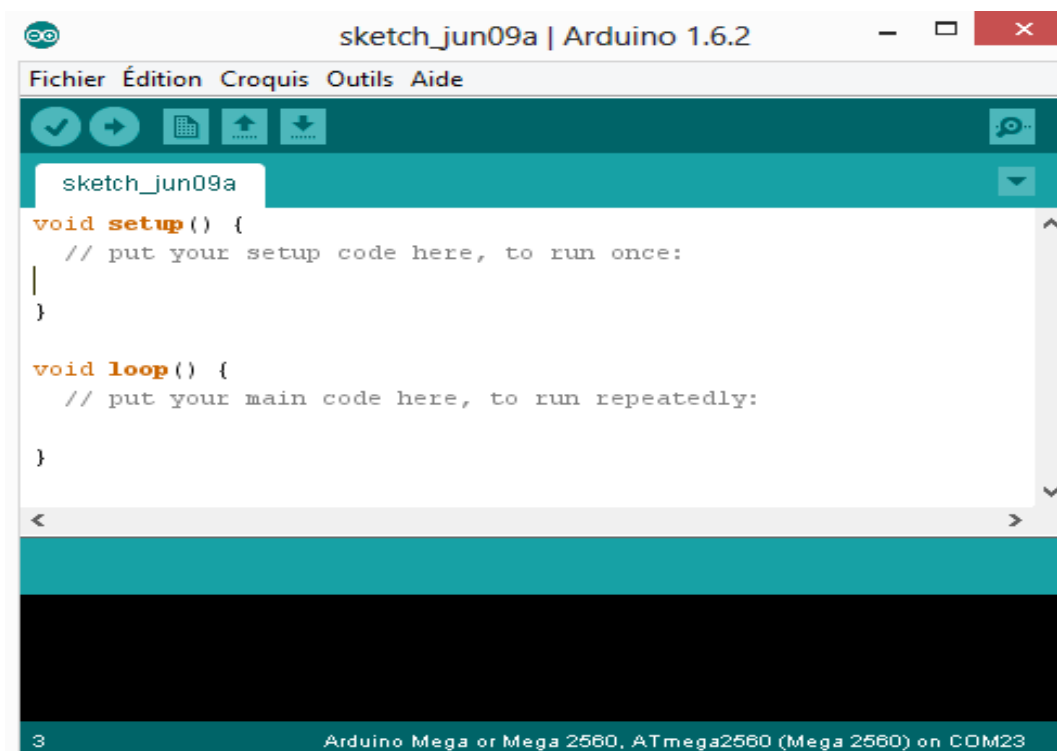 sketch_jun09a | Arduino 1.6.2
Fichier Édition Croquis Outils Aide
sketch_jun09a
void setup() {
// put your setup code here, to run once:
}
void loop() {
// put your main code here, to run repeatedly:
}
3 Arduino Mega or Mega 2560, ATmega2560 (Mega 2560) on COM23